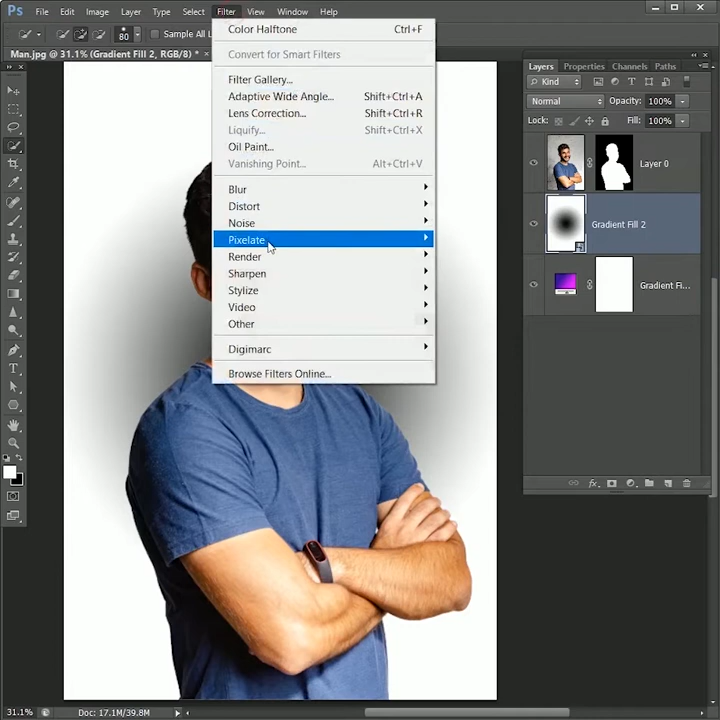 Ps File Edit Image Layer Type Select Filter View Window Help
80 Sample All
Man.jpg @ 31.1% (Gradient Fill 2, RGB/8) *
Color Halftone Ctrl+F
Convert for Smart Filters
Filter Gallery...
Adaptive Wide Angle... Shift+Ctrl+A
Lens Correction... Shift+Ctrl+R
Liquify... Shift+Ctrl+X
Oil Paint...
Vanishing Point... Alt+Ctrl+V
Blur
Distort
Noise
Pixelate
Render
Sharpen
Stylize
Video
Other
Digimarc
Browse Filters Online...
Layers Properties Channels Paths
Kind
Normal Opacity: 100%
Lock: Fill: 100%
Layer 0
Gradient Fill 2
Gradient Fi...
fx
31.1% Doc: 17.1M/39.8M